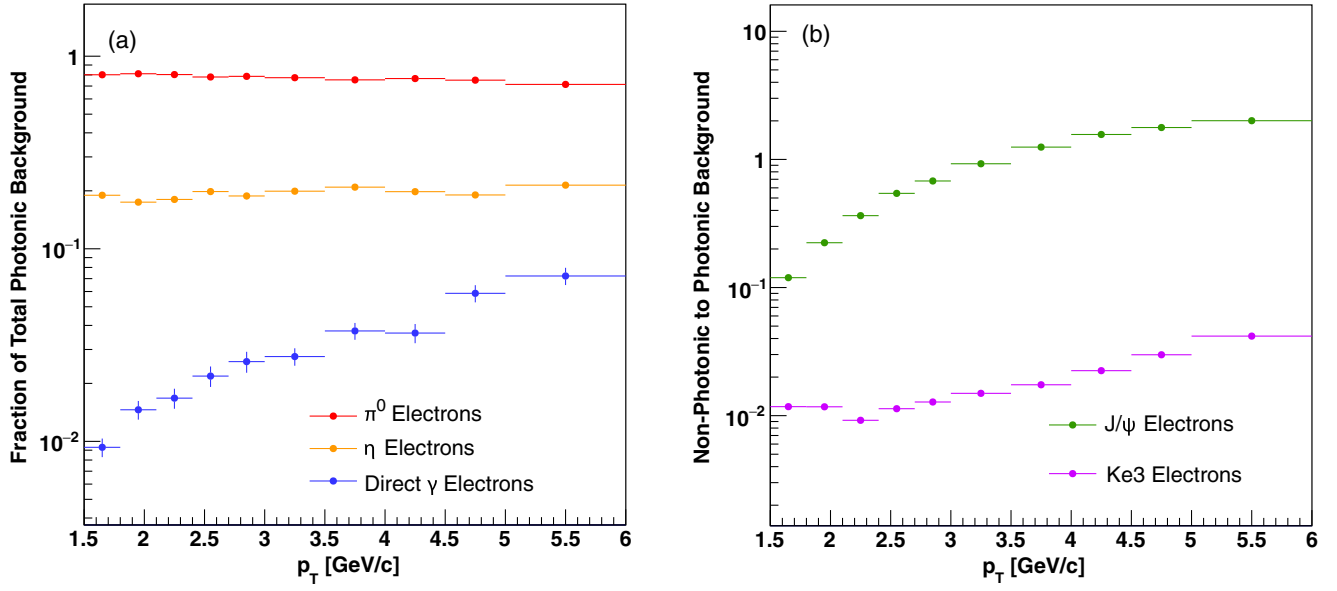 (a)
Fraction of Total Photonic Background
1
10⁻¹
10⁻²
π⁰ Electrons
η Electrons
Direct γ Electrons
1.5 2 2.5 3 3.5 4 4.5 5 5.5 6
p_T [GeV/c]
(b)
Non-Photonic to Photonic Background
10
1
10⁻¹
10⁻²
J/ψ Electrons
Ke3 Electrons
1.5 2 2.5 3 3.5 4 4.5 5 5.5 6
p_T [GeV/c]